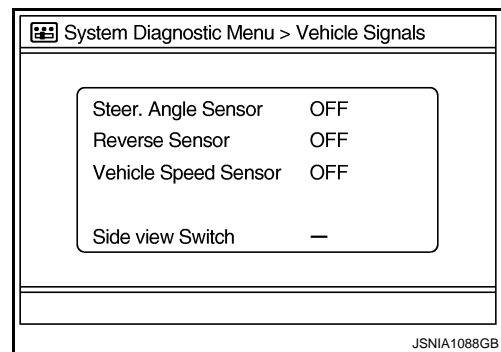 System Diagnostic Menu > Vehicle Signals
Steer. Angle Sensor OFF
Reverse Sensor OFF
Vehicle Speed Sensor OFF
Side view Switch —
JSNIA1088GB